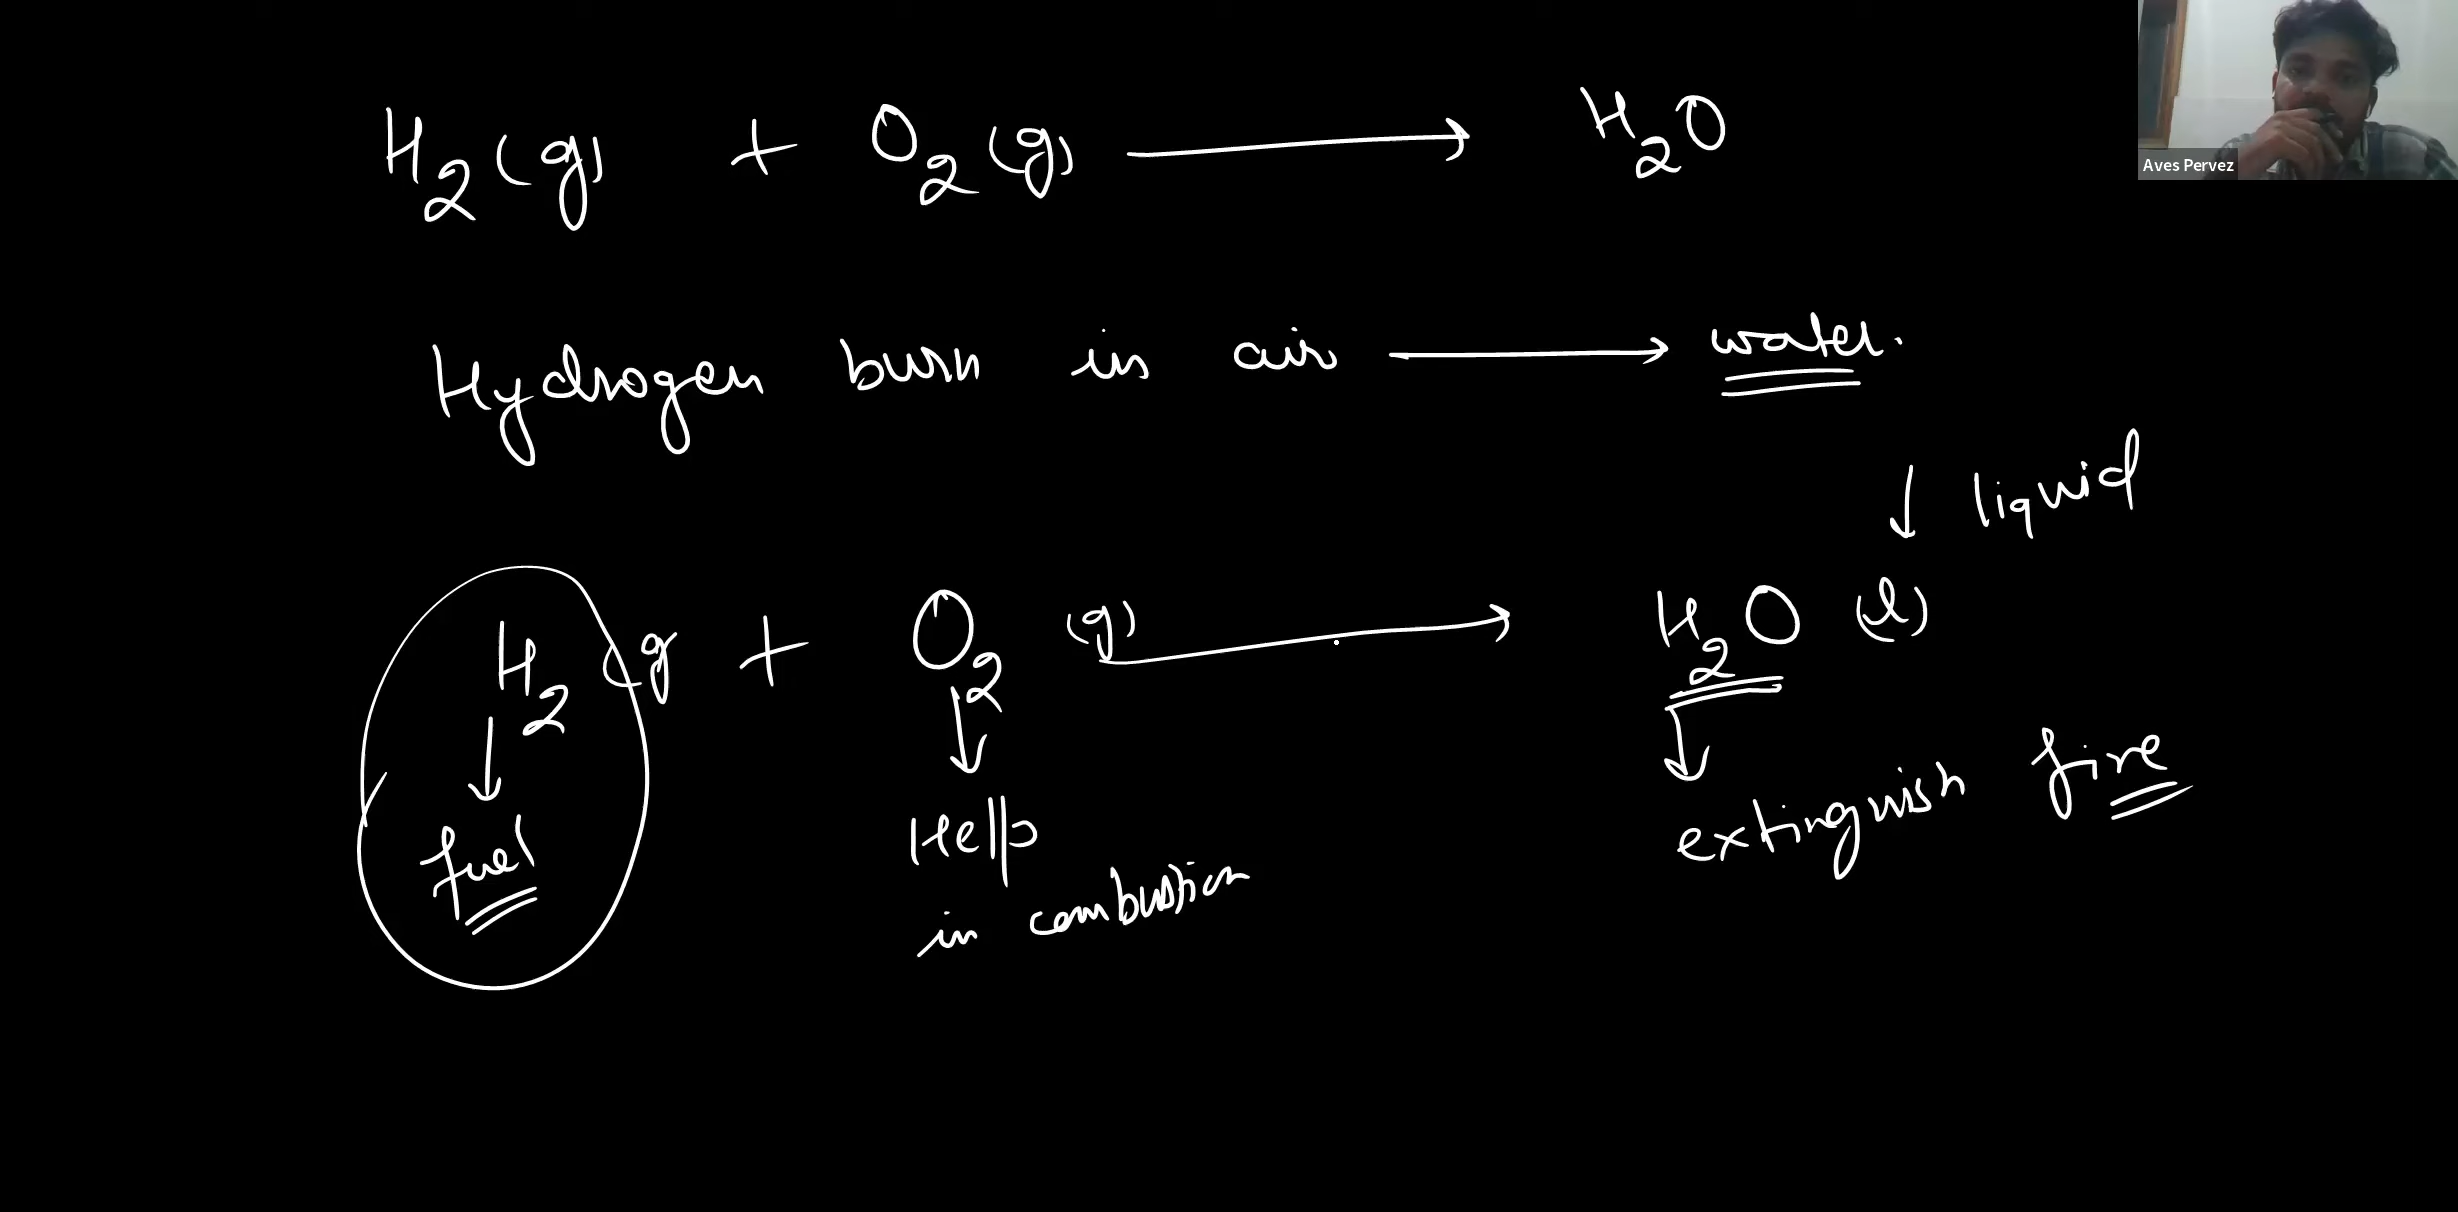 H₂(g) + O₂(g) → H₂O
Aves Pervez
Hydrogen burn in air → water.
↓ liquid
H₂ (g + O₂ (g) → H₂O (l)
↓ ↓ ↓
fuel Help extinguish fire
in combustion